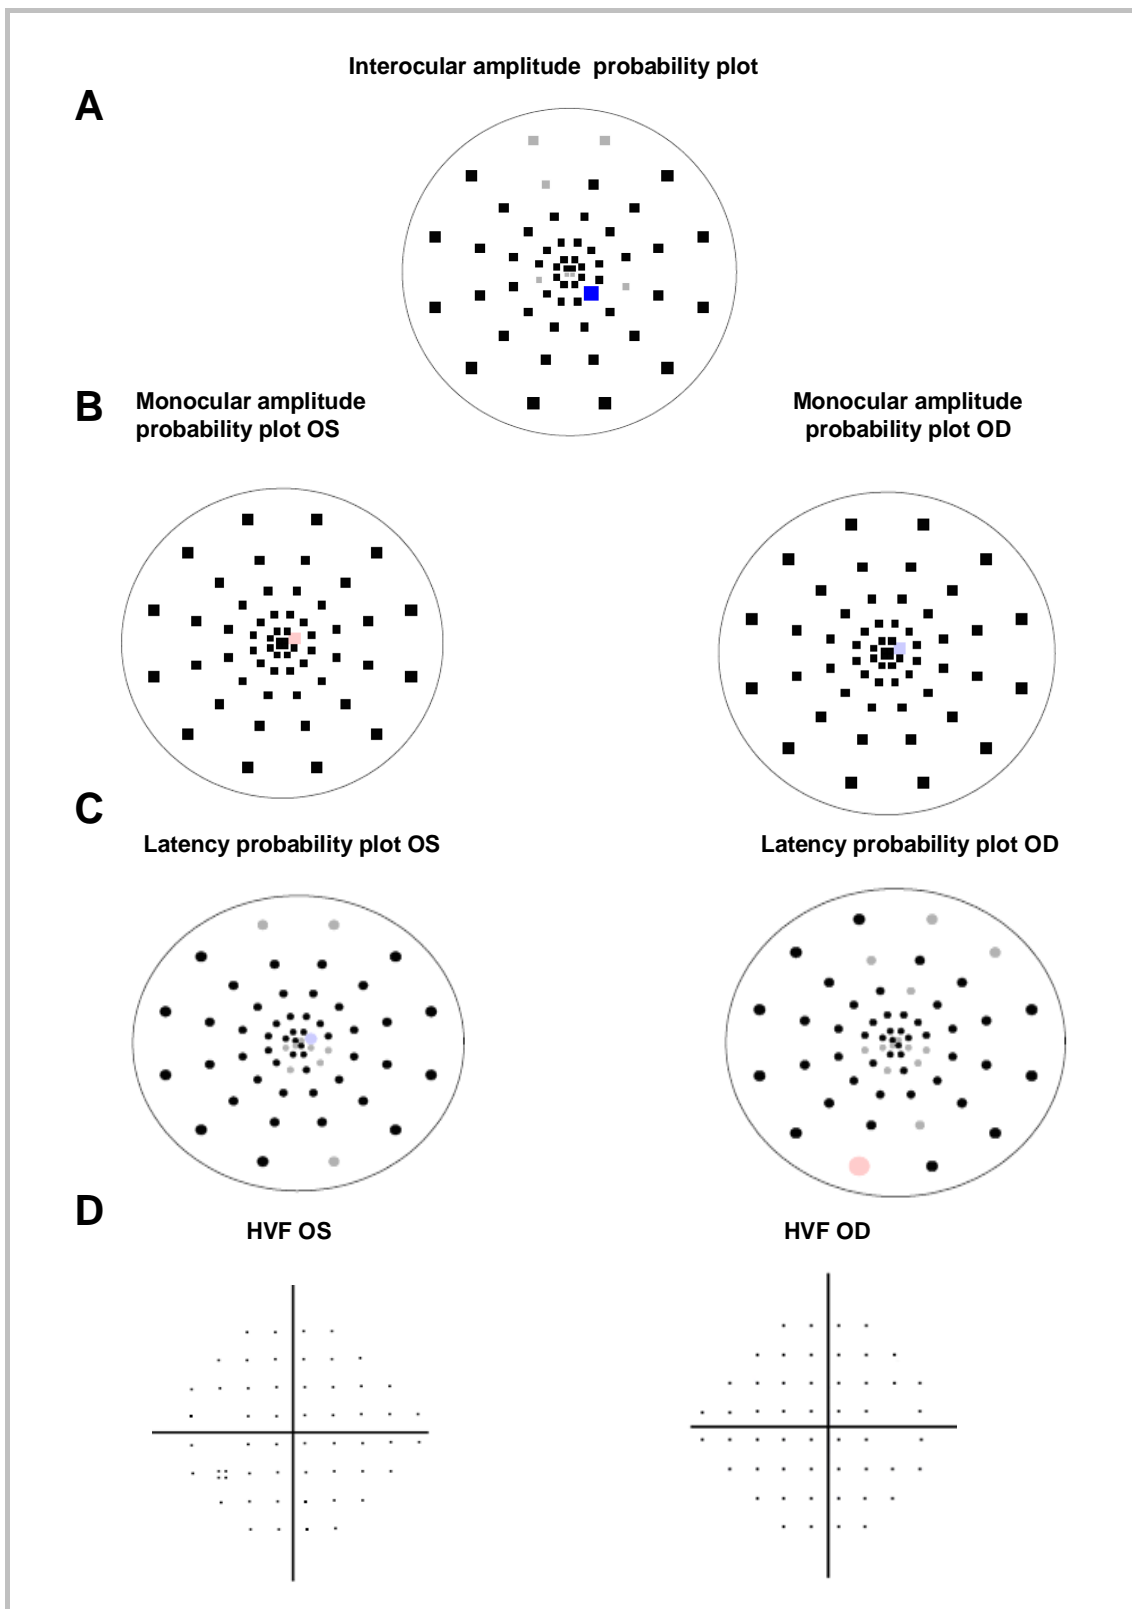 Interocular amplitude  probability plot
A
B
Monocular amplitude
probability plot OS
Monocular amplitude
probability plot OD
C
Latency probability plot OS
Latency probability plot OD
D
HVF OS
HVF OD